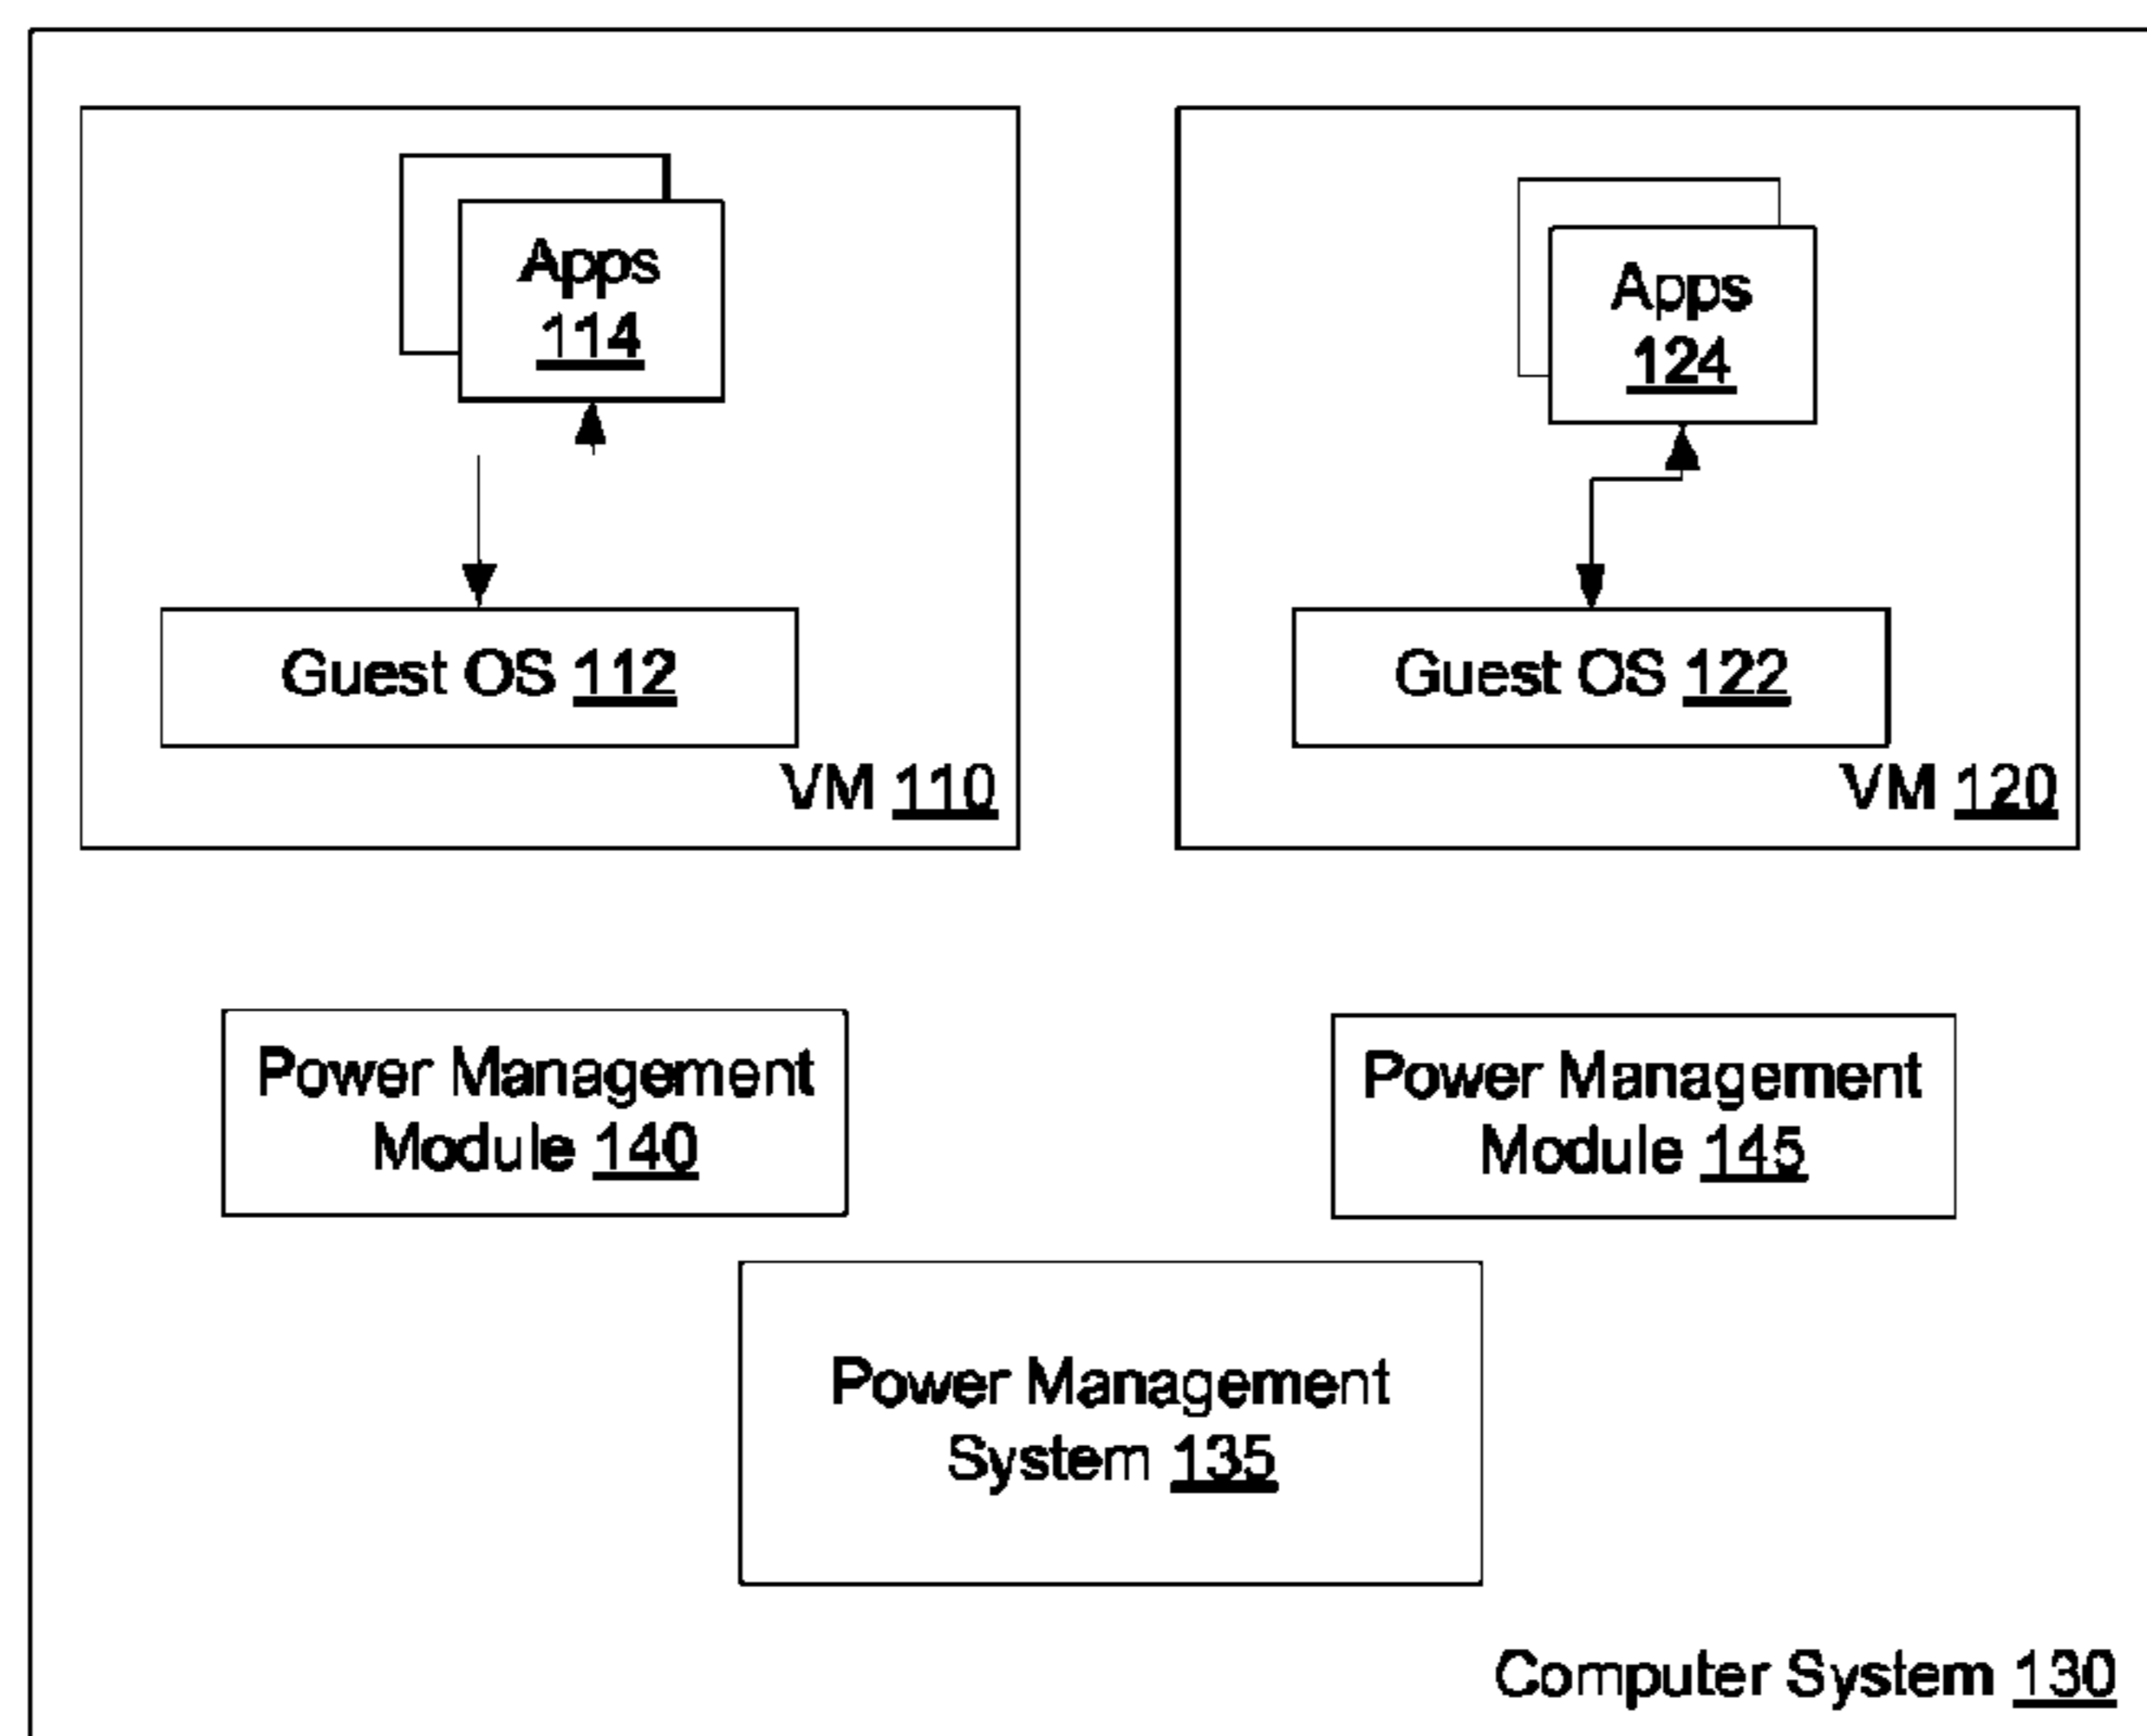 Apps
114
Apps
124
Guest OS 112
Guest OS 122
VM 110
VM 120
Power Management
Module 140
Power Management
Module 145
Power Management
System 135
Computer System 130